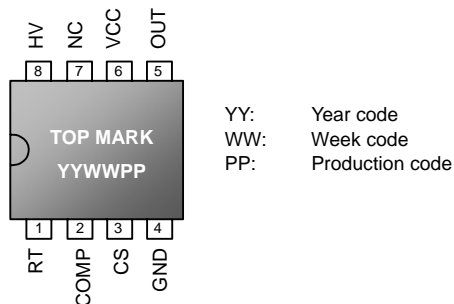 HV NC VCC OUT
8 7 6 5
TOP MARK
YYWWPP
1 2 3 4
RT COMP CS GND
YY: Year code
WW: Week code
PP: Production code